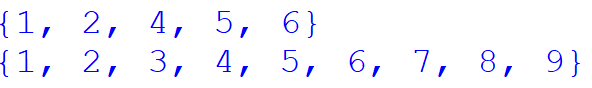 {1, 2, 4, 5, 6}
{1, 2, 3, 4, 5, 6, 7, 8, 9}